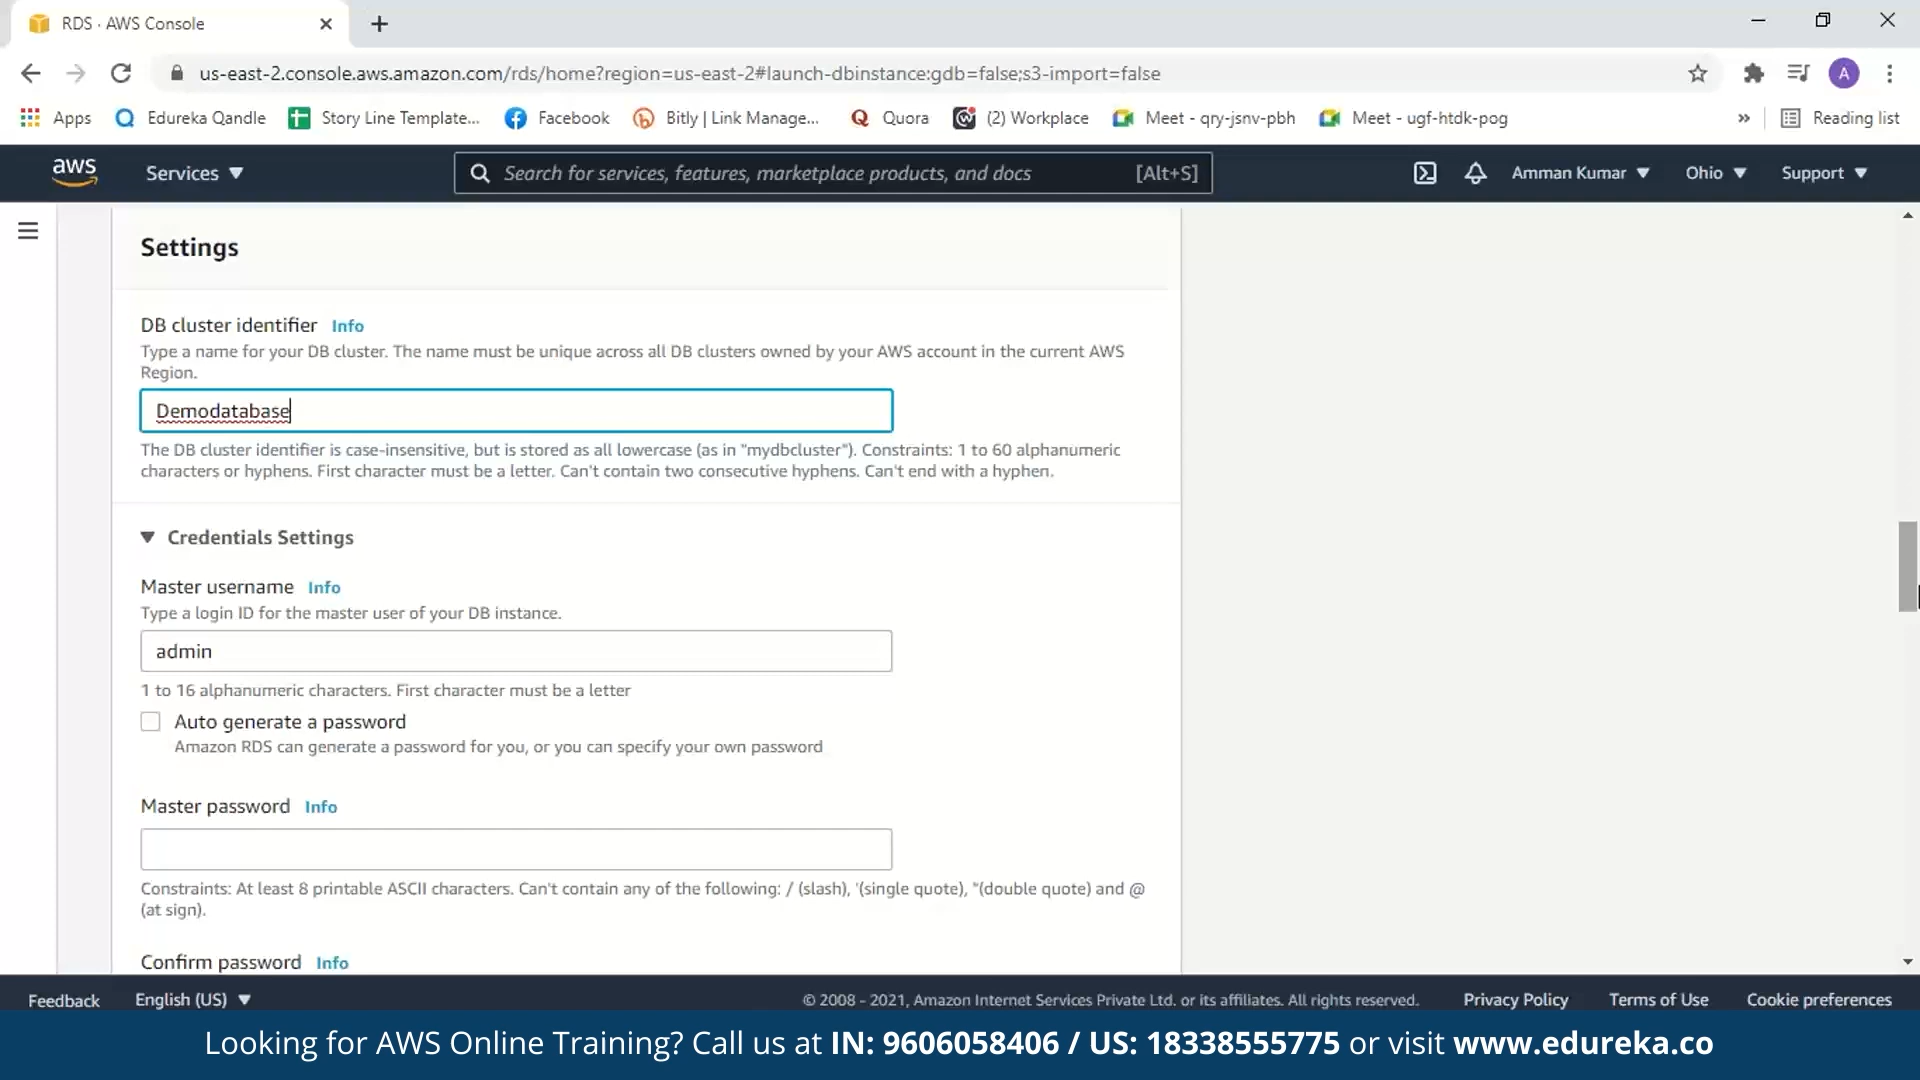 RDS · AWS Console
us-east-2.console.aws.amazon.com/rds/home?region=us-east-2#launch-dbinstance:gdb=false;s3-import=false
A
Apps Edureka Qandle Story Line Template... Facebook Bitly | Link Manage... Quora (2) Workplace Meet - qry-jsnv-pbh Meet - ugf-htdk-pog » Reading list
aws Services Search for services, features, marketplace products, and docs [Alt+S] Amman Kumar Ohio Support
Settings
DB cluster identifier Info
Type a name for your DB cluster. The name must be unique across all DB clusters owned by your AWS account in the current AWS
Region.
Demodatabase
The DB cluster identifier is case-insensitive, but is stored as all lowercase (as in "mydbcluster"). Constraints: 1 to 60 alphanumeric
characters or hyphens. First character must be a letter. Can't contain two consecutive hyphens. Can't end with a hyphen.
Credentials Settings
Master username Info
Type a login ID for the master user of your DB instance.
admin
1 to 16 alphanumeric characters. First character must be a letter
Auto generate a password
Amazon RDS can generate a password for you, or you can specify your own password
Master password Info
Constraints: At least 8 printable ASCII characters. Can't contain any of the following: / (slash), '(single quote), "(double quote) and @
(at sign).
Confirm password Info
Feedback English (US) © 2008 - 2021, Amazon Internet Services Private Ltd. or its affiliates. All rights reserved. Privacy Policy Terms of Use Cookie preferences
Looking for AWS Online Training? Call us at IN: 9606058406 / US: 18338555775 or visit www.edureka.co